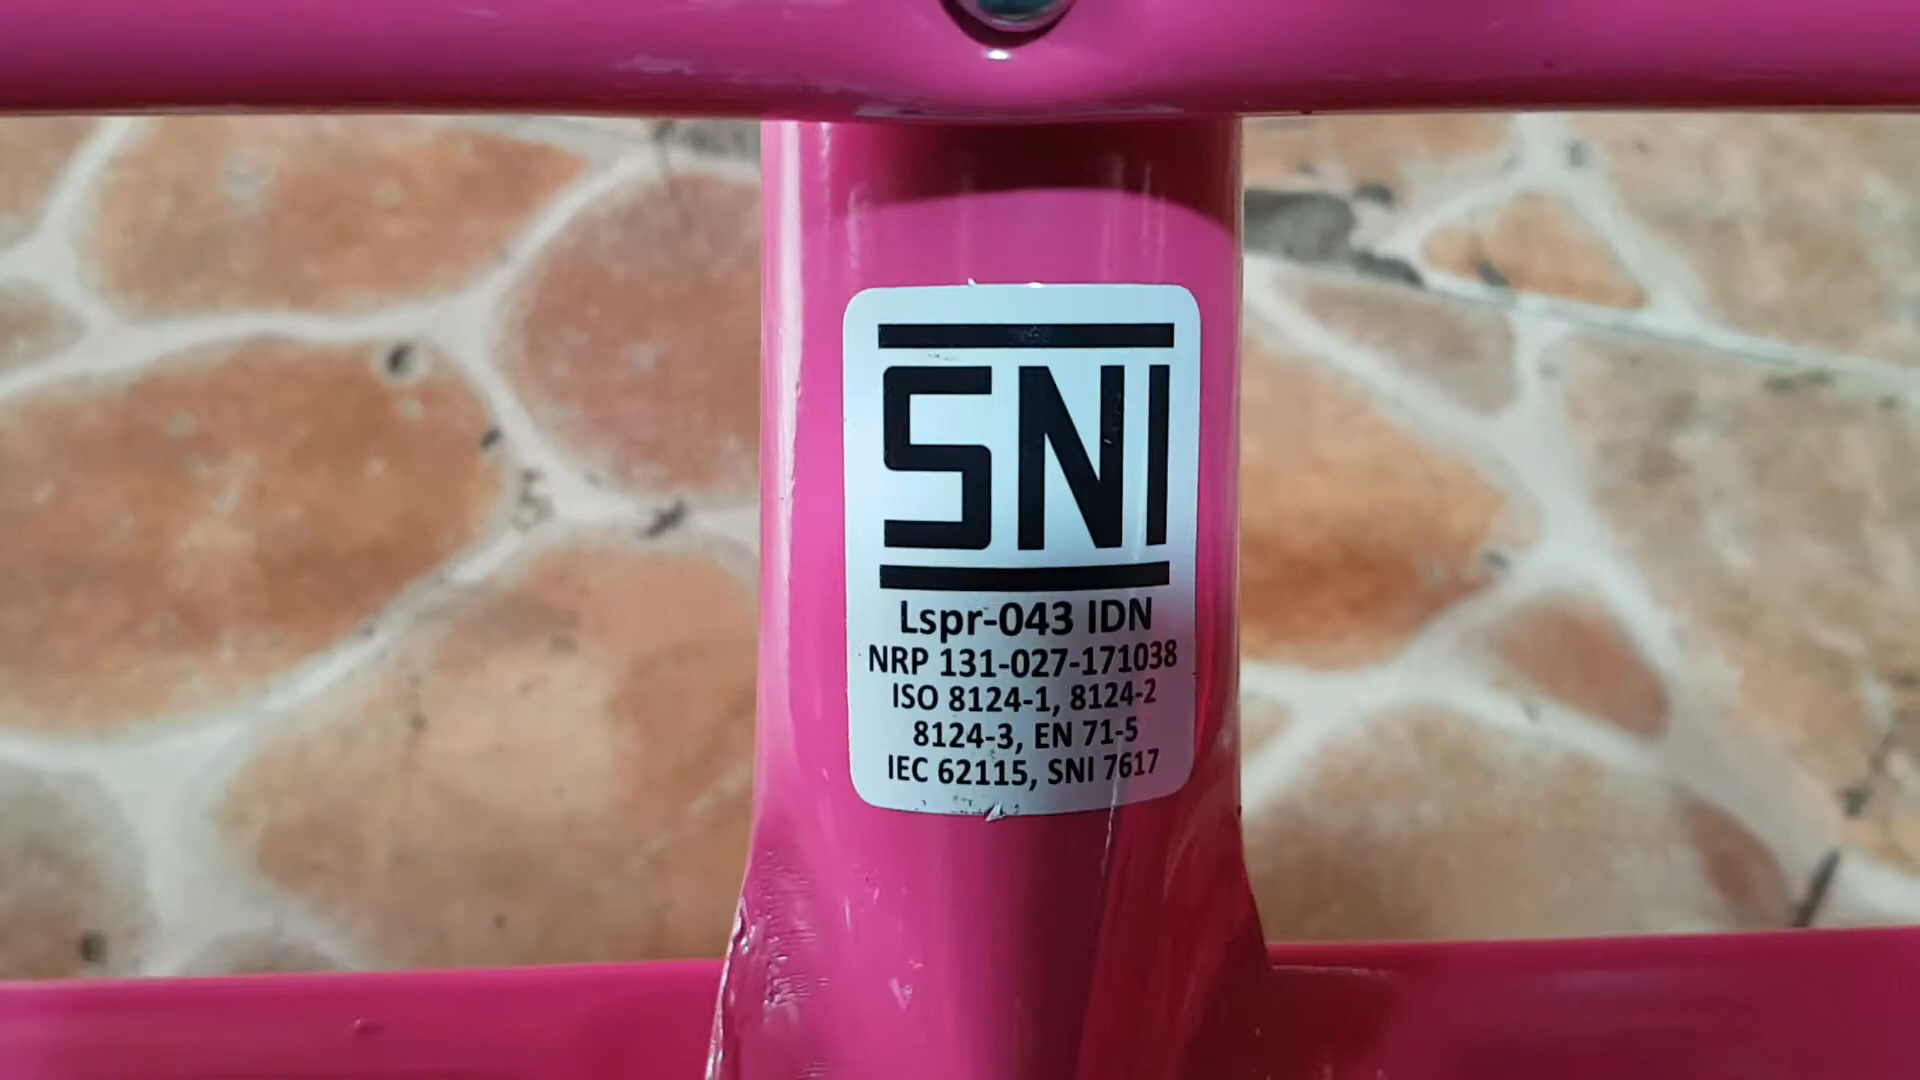 SNI
Lspr-043 IDN
NRP 131-027-171038
ISO 8124-1, 8124-2
8124-3, EN 71-5
IEC 62115, SNI 7617